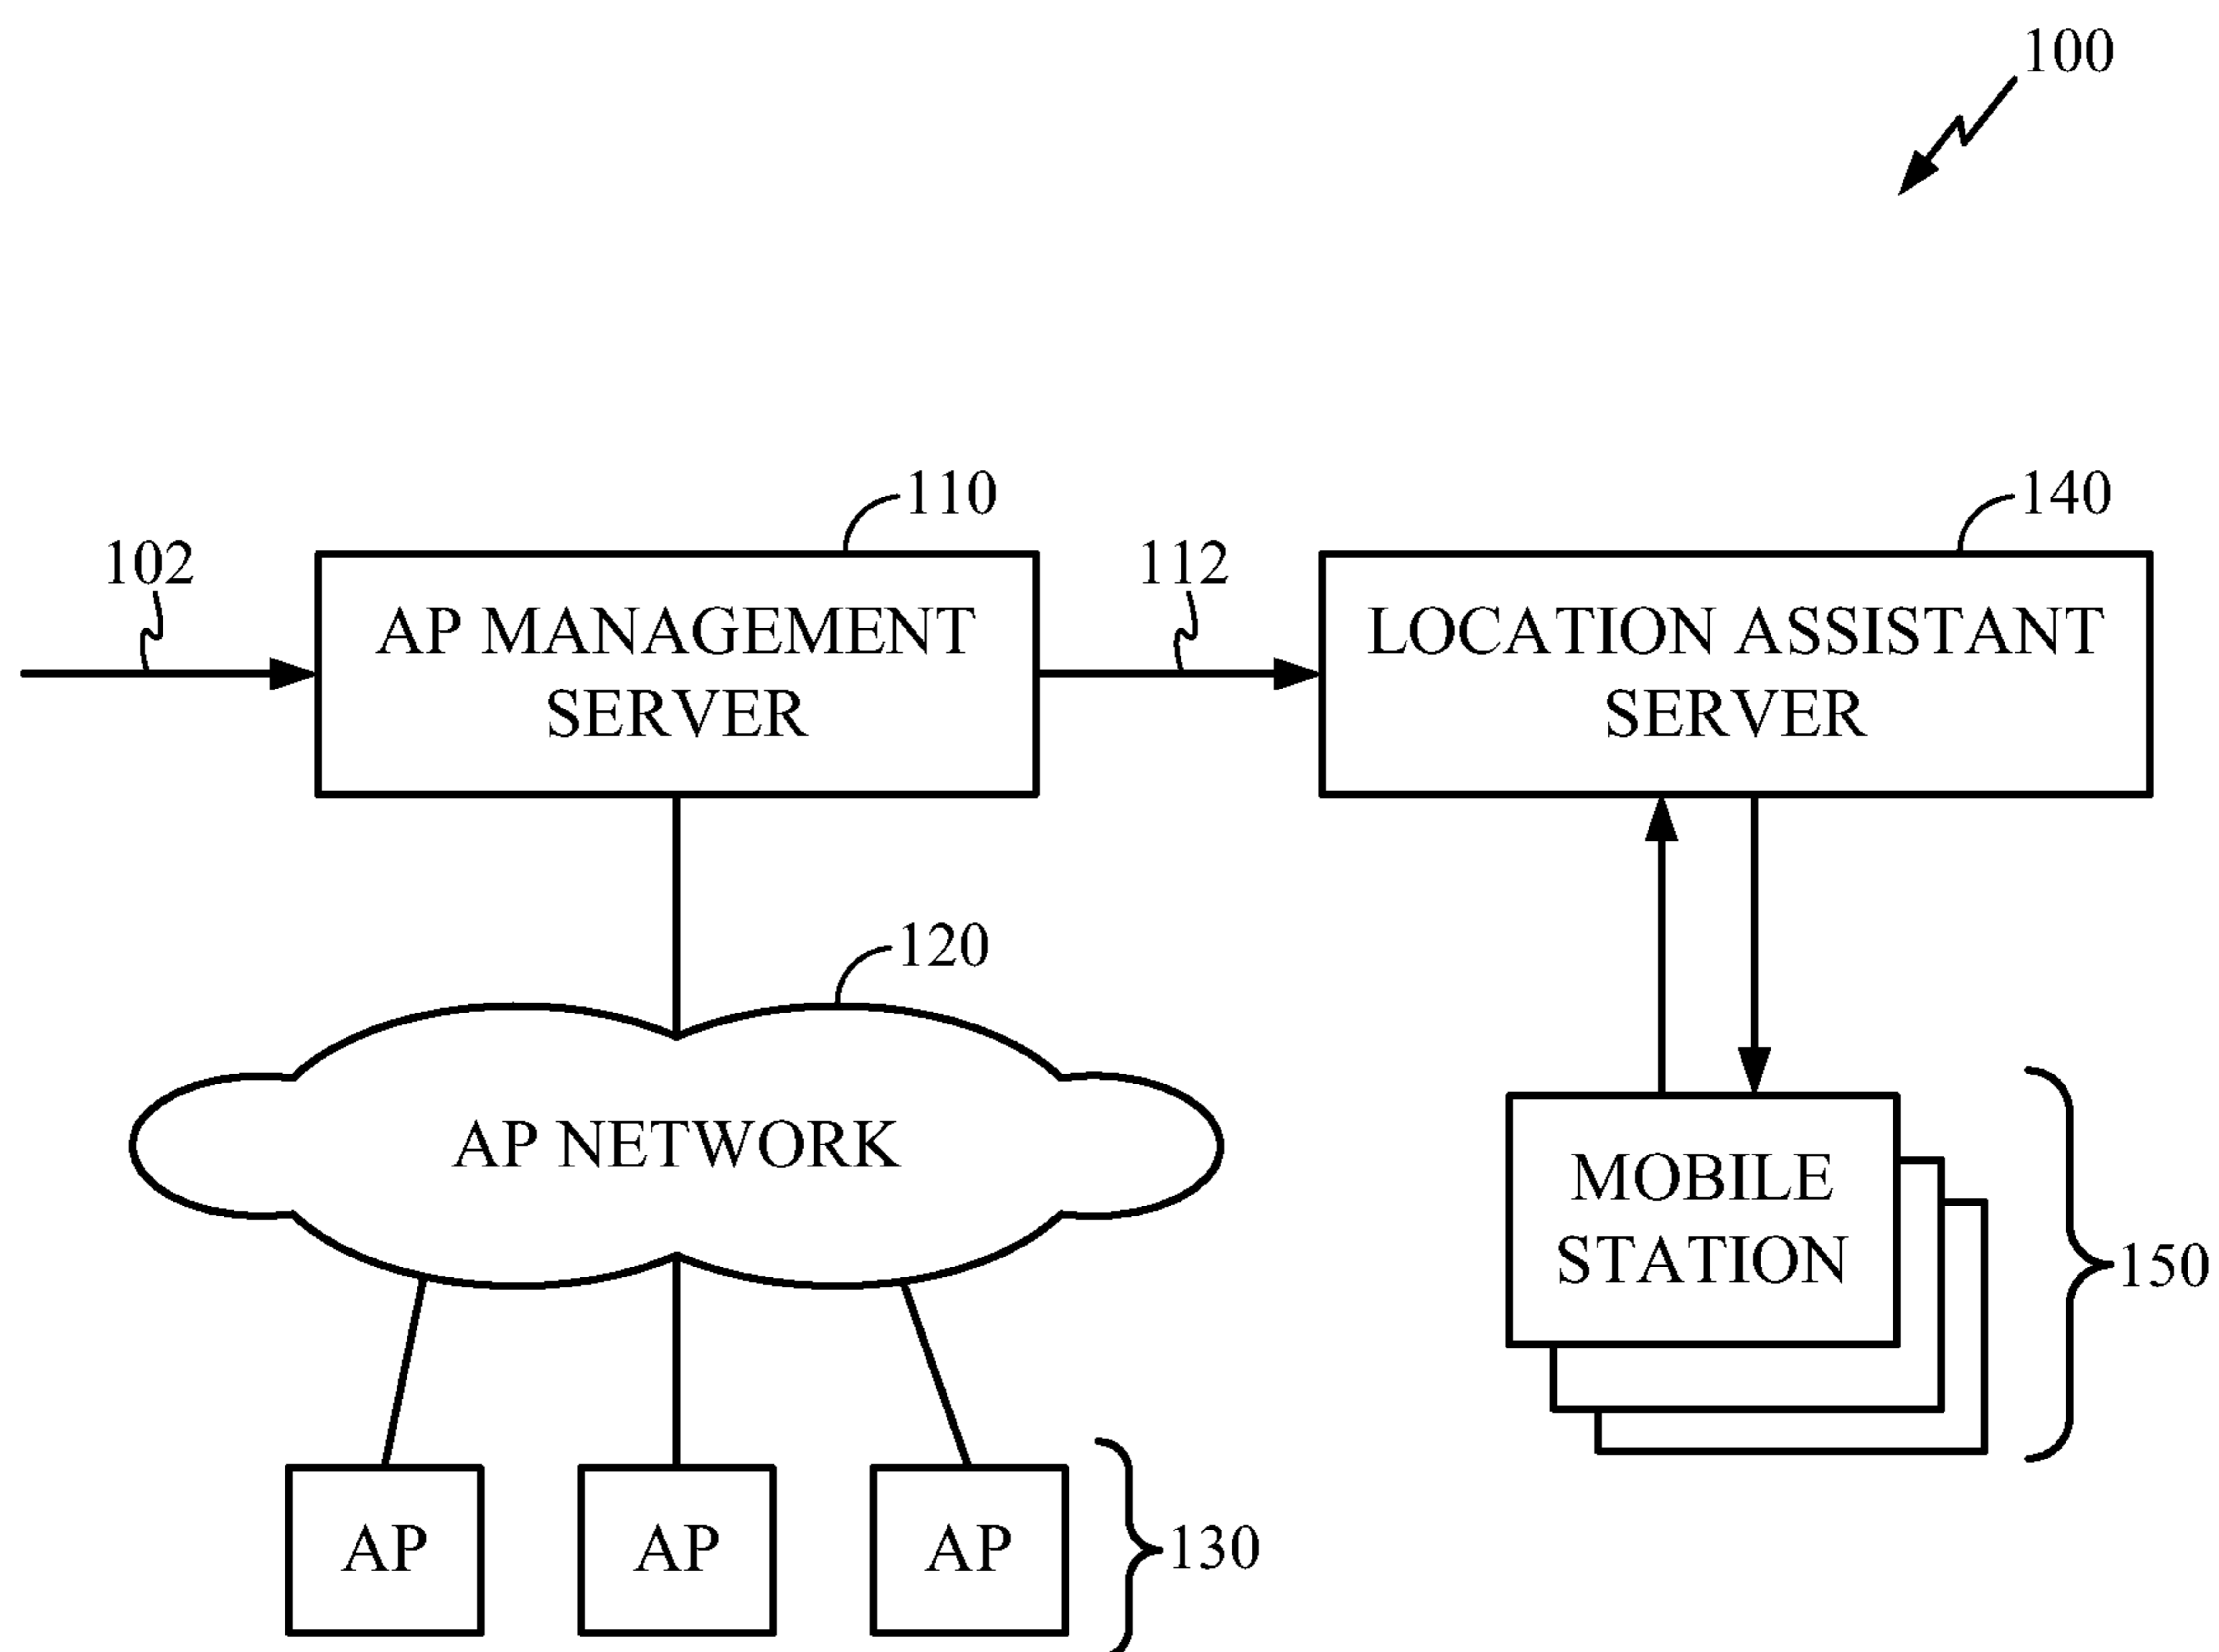 100
110
140
102
112
AP MANAGEMENT
SERVER
LOCATION ASSISTANT
SERVER
120
AP NETWORK
MOBILE
STATION
150
AP
AP
AP
130